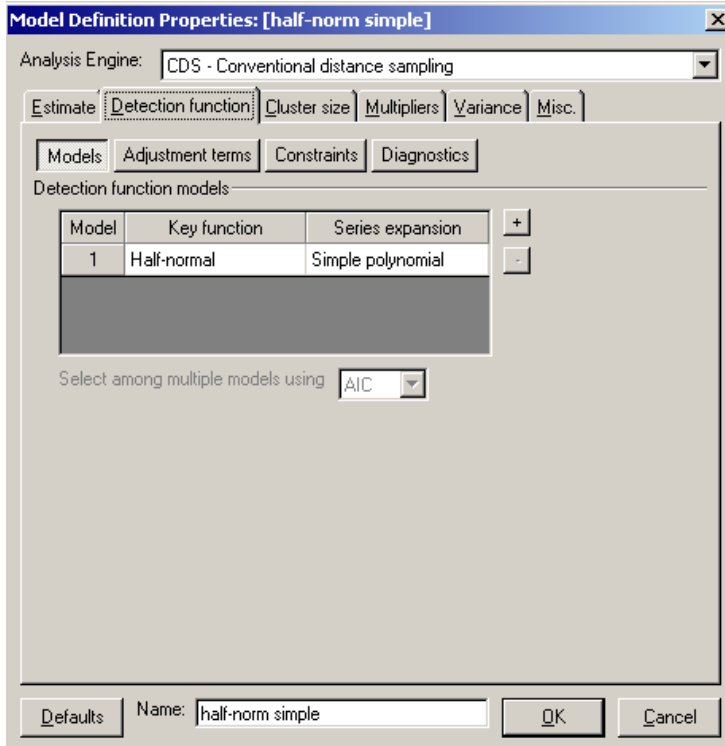 Model Definition Properties: [half-norm simple]
Analysis Engine: CDS - Conventional distance sampling
Estimate Detection function Cluster size Multipliers Variance Misc.
Models Adjustment terms Constraints Diagnostics
Detection function models
Model Key function Series expansion +
1 Half-normal Simple polynomial -
Select among multiple models using AIC
Defaults Name: half-norm simple OK Cancel